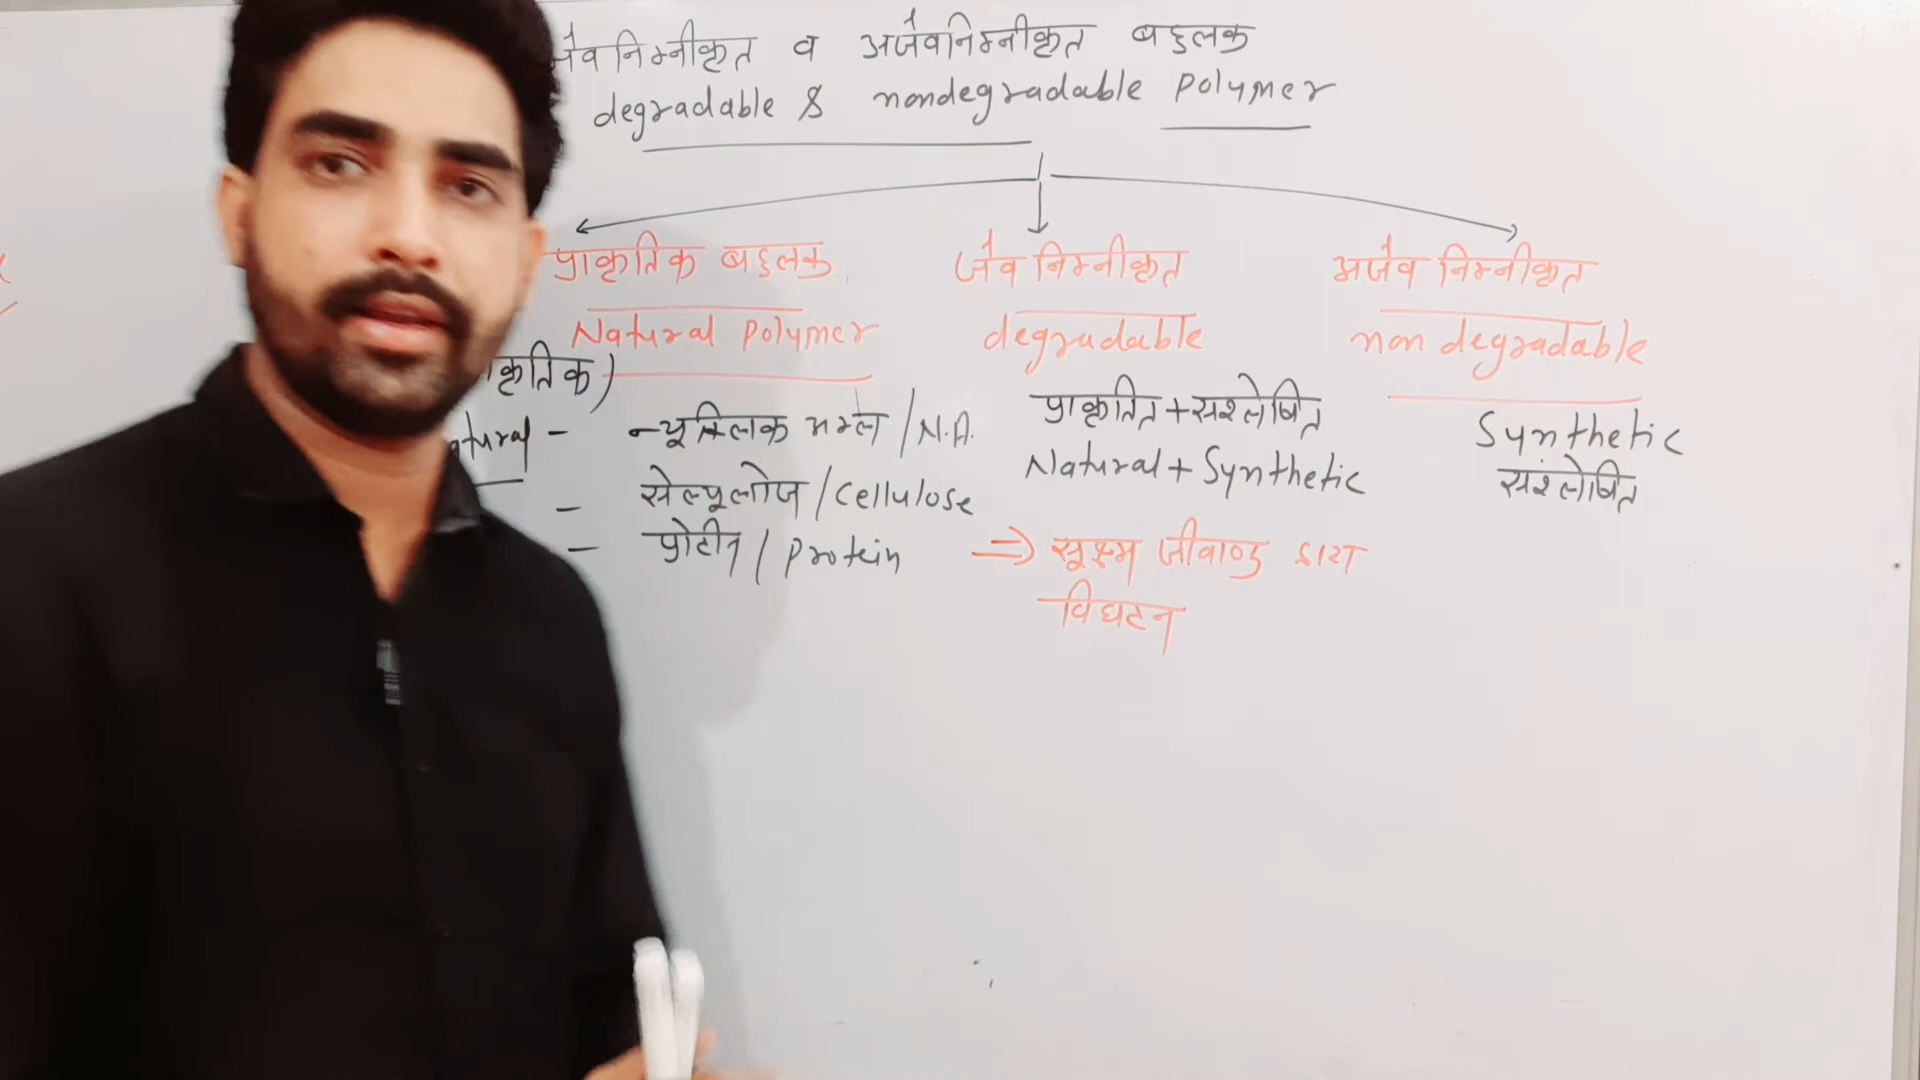 जैवनिम्नीकृत व अजैवनिम्नीकृत बहुलक
degradable & nondegradable polymer
प्राकृतिक बहुलक
Natural polymer
जैव निम्नीकृत
degradable
अजैव निम्नीकृत
non degradable
न्यूक्लिक अम्ल / N.A.
सेल्यूलोज / cellulose
प्रोटीन / protein
प्राकृतित + सश्लेषित
Natural + Synthetic
⇒ सूक्ष्म जीवाणु द्वारा
विघटन
Synthetic
संश्लेषित